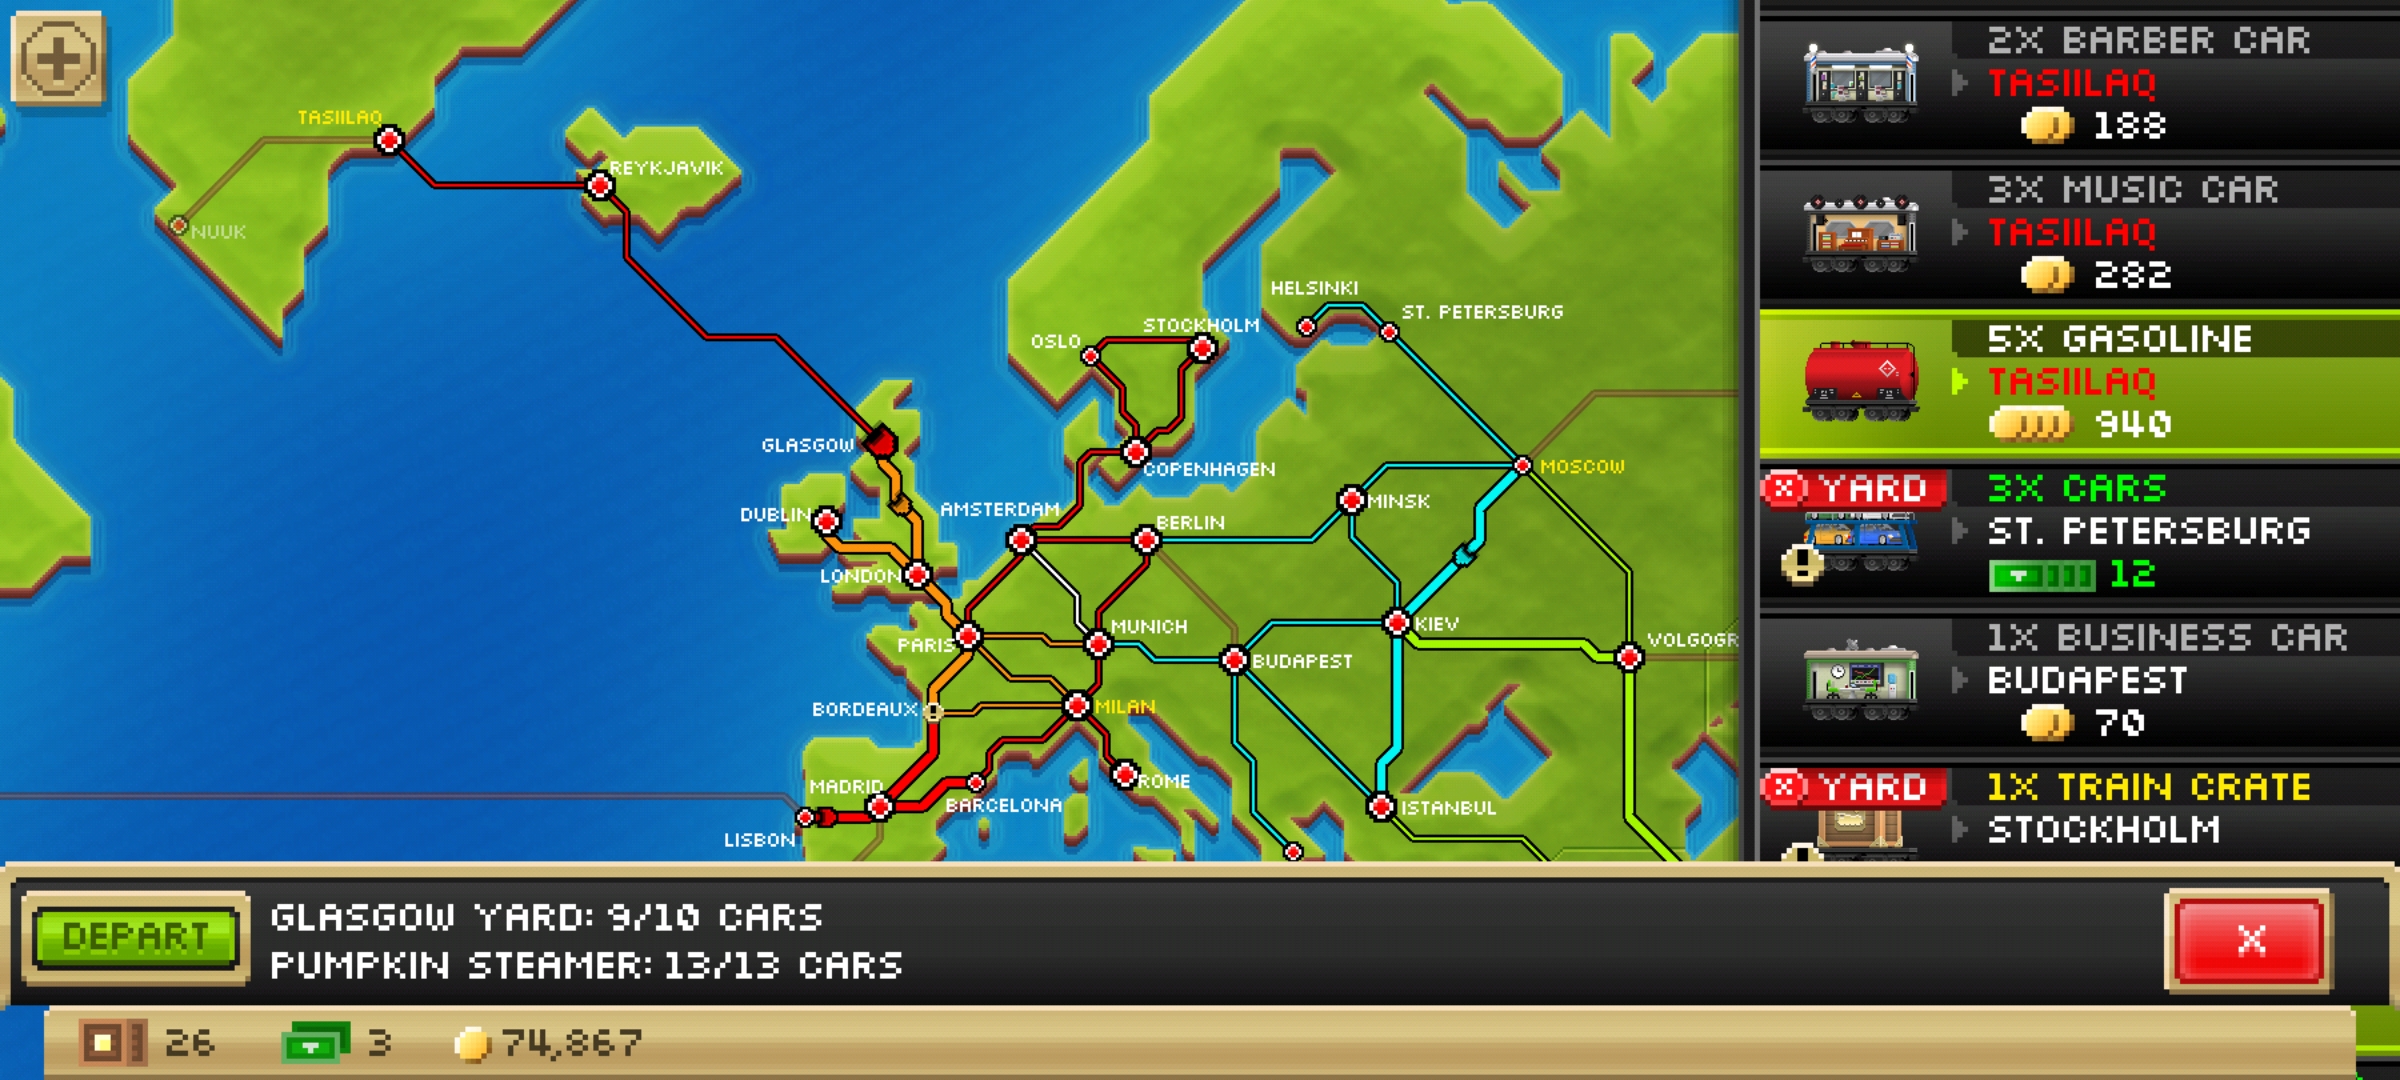 TASIILAQ
REYKJAVIK
NUUK
HELSINKI
ST. PETERSBURG
STOCKHOLM
OSLO
GLASGOW
COPENHAGEN
MOSCOW
DUBLIN
AMSTERDAM
BERLIN
MINSK
LONDON
PARIS
MUNICH
KIEV
BUDAPEST
VOLGOGR
BORDEAUX
MILAN
MADRID
ROME
BARCELONA
ISTANBUL
LISBON
2X BARBER CAR
TASIILAQ
188
3X MUSIC CAR
TASIILAQ
282
5X GASOLINE
TASIILAQ
940
YARD
3X CARS
ST. PETERSBURG
12
1X BUSINESS CAR
BUDAPEST
70
YARD
1X TRAIN CRATE
STOCKHOLM
DEPART
GLASGOW YARD: 9/10 CARS
PUMPKIN STEAMER: 13/13 CARS
X
26
3
74,867